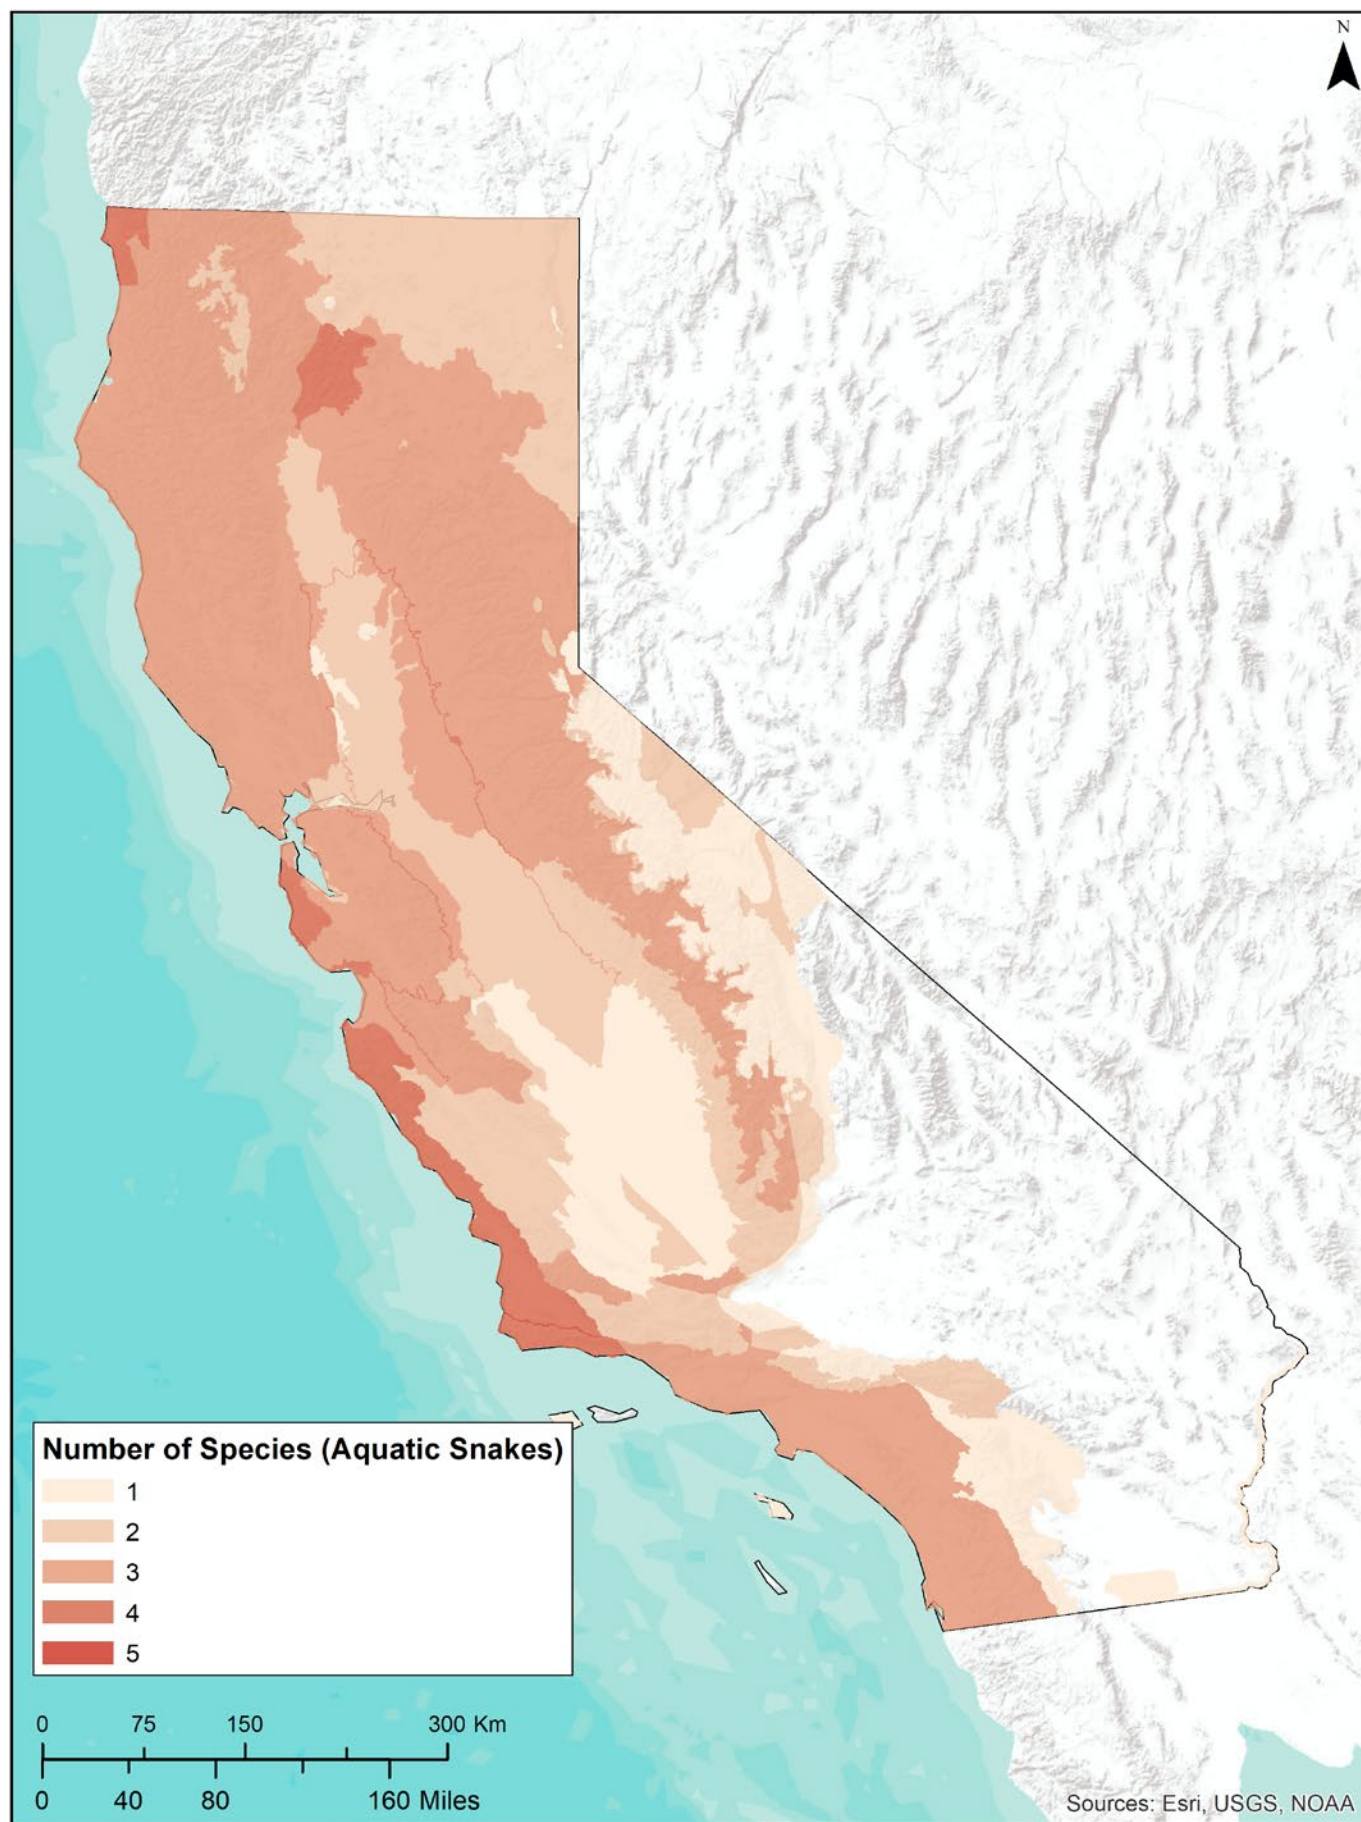 N
Number of Species (Aquatic Snakes)
1
2
3
4
5
0 75 150 300 Km
0 40 80 160 Miles
Sources: Esri, USGS, NOAA